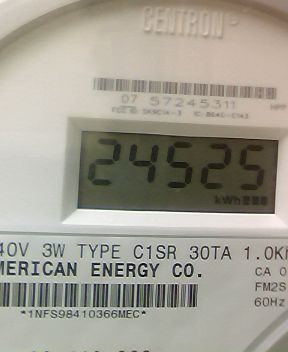 CENTRON
07 57245311
24525
kWh
40V 3W TYPE C1SR 30TA 1.0Kh
MERICAN ENERGY CO.
CA 0
FM2S
60Hz
*1NFS98410366MEC*